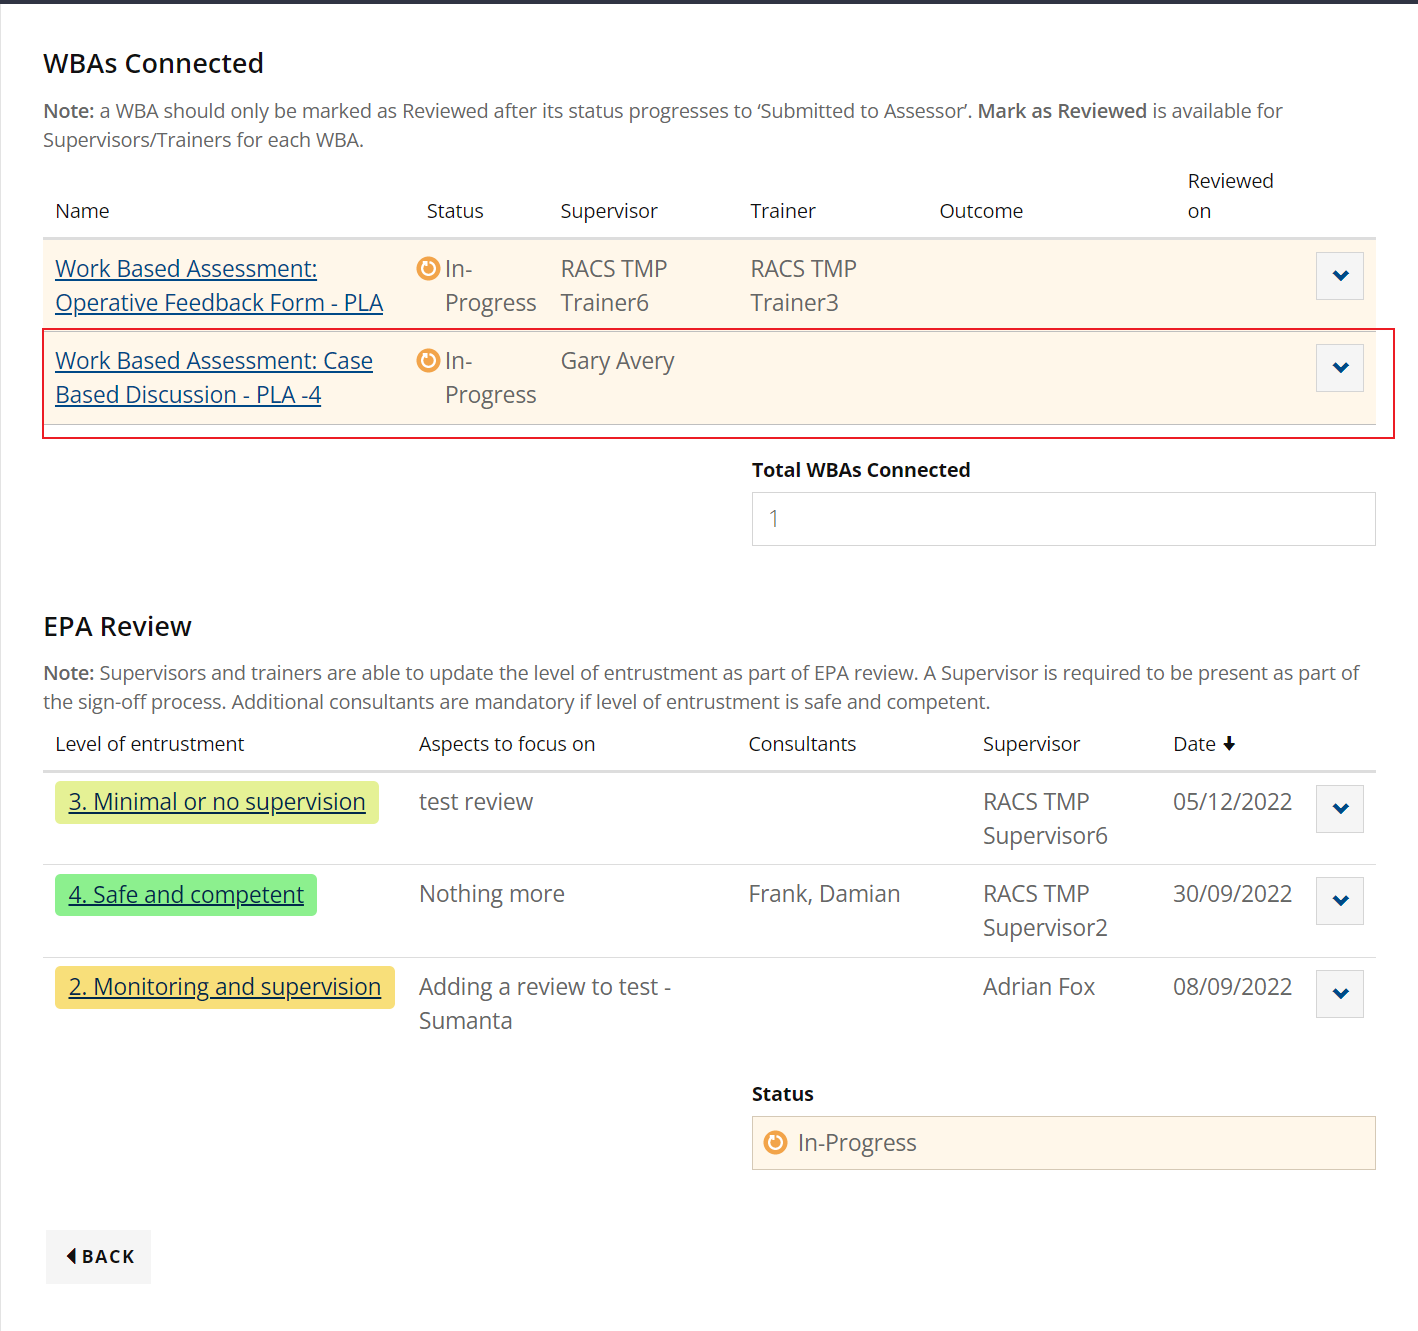 WBAs Connected
Note: a WBA should only be marked as Reviewed after its status progresses to ‘Submitted to Assessor’. Mark as Reviewed is available for
Supervisors/Trainers for each WBA.
Name Status Supervisor Trainer Outcome Reviewed on
Work Based Assessment: In- RACS TMP RACS TMP
Operative Feedback Form - PLA Progress Trainer6 Trainer3
Work Based Assessment: Case In- Gary Avery
Based Discussion - PLA -4 Progress
Total WBAs Connected
1
EPA Review
Note: Supervisors and trainers are able to update the level of entrustment as part of EPA review. A Supervisor is required to be present as part of
the sign-off process. Additional consultants are mandatory if level of entrustment is safe and competent.
Level of entrustment Aspects to focus on Consultants Supervisor Date
3. Minimal or no supervision test review RACS TMP 05/12/2022
Supervisor6
4. Safe and competent Nothing more Frank, Damian RACS TMP 30/09/2022
Supervisor2
2. Monitoring and supervision Adding a review to test - Adrian Fox 08/09/2022
Sumanta
Status
In-Progress
BACK